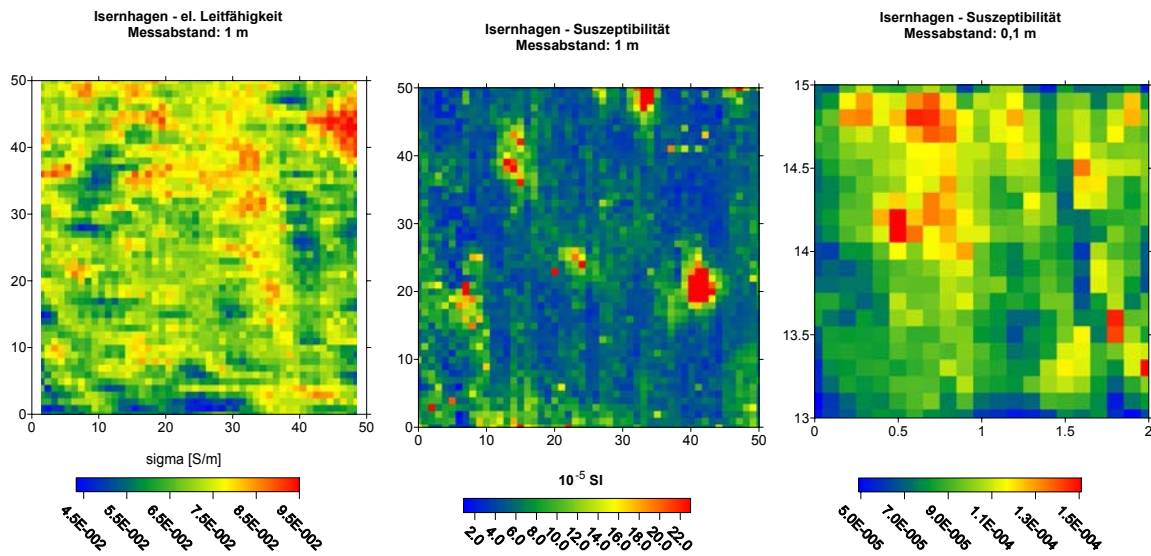 Isernhagen - el. Leitfähigkeit
Messabstand: 1 m
50
40
30
20
10
0
0 10 20 30 40 50
sigma [S/m]
4.5E-002 5.5E-002 6.5E-002 7.5E-002 8.5E-002 9.5E-002
Isernhagen - Suszeptibilität
Messabstand: 1 m
50
40
30
20
10
0
0 10 20 30 40 50
10-5 SI
2.0 4.0 6.0 8.0 10.0 12.0 14.0 16.0 18.0 20.0 22.0
Isernhagen - Suszeptibilität
Messabstand: 0,1 m
15
14.5
14
13.5
13
0 0.5 1 1.5 2
5.0E-005 7.0E-005 9.0E-005 1.1E-004 1.3E-004 1.5E-004